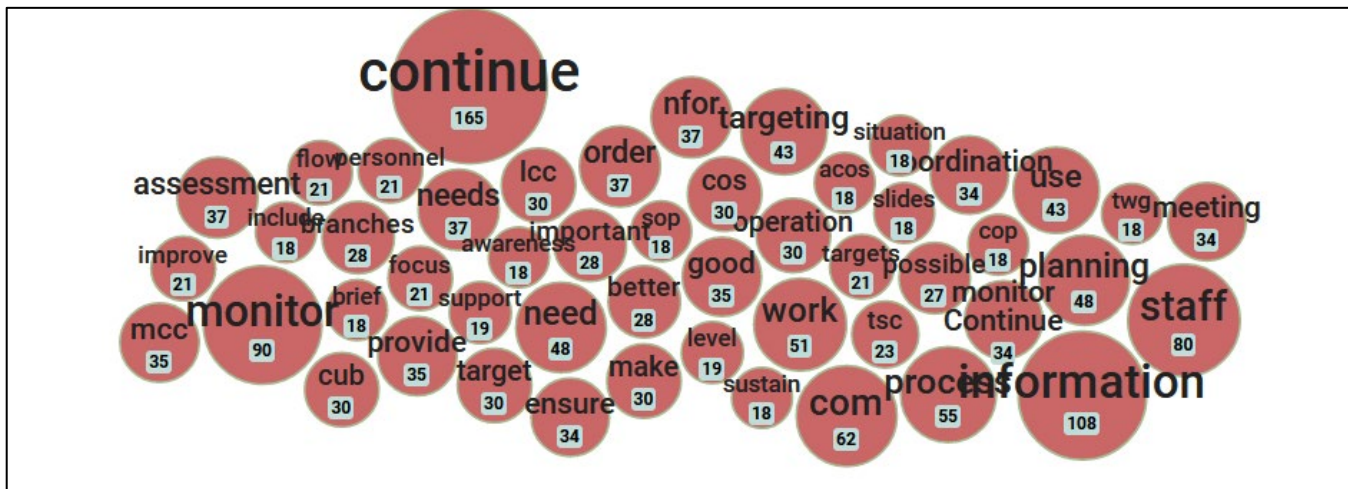 continue
165
nfor
37
targeting
43
situation
18
flow
21
personnel
21
order
37
lcc
30
assessment
37
needs
37
cos
30
acos
18
oordination
34
use
43
include
18
branches
28
important
28
sop
18
slides
18
twg
18
meeting
34
awareness
18
operation
30
cop
18
improve
21
focus
21
good
35
targets
21
possible
27
planning
48
monitor
90
brief
18
support
19
need
48
better
28
work
51
monitor
Continue
34
staff
80
mcc
35
provide
35
level
19
tsc
23
cub
30
target
30
make
30
sustain
18
process
55
information
108
ensure
34
com
62